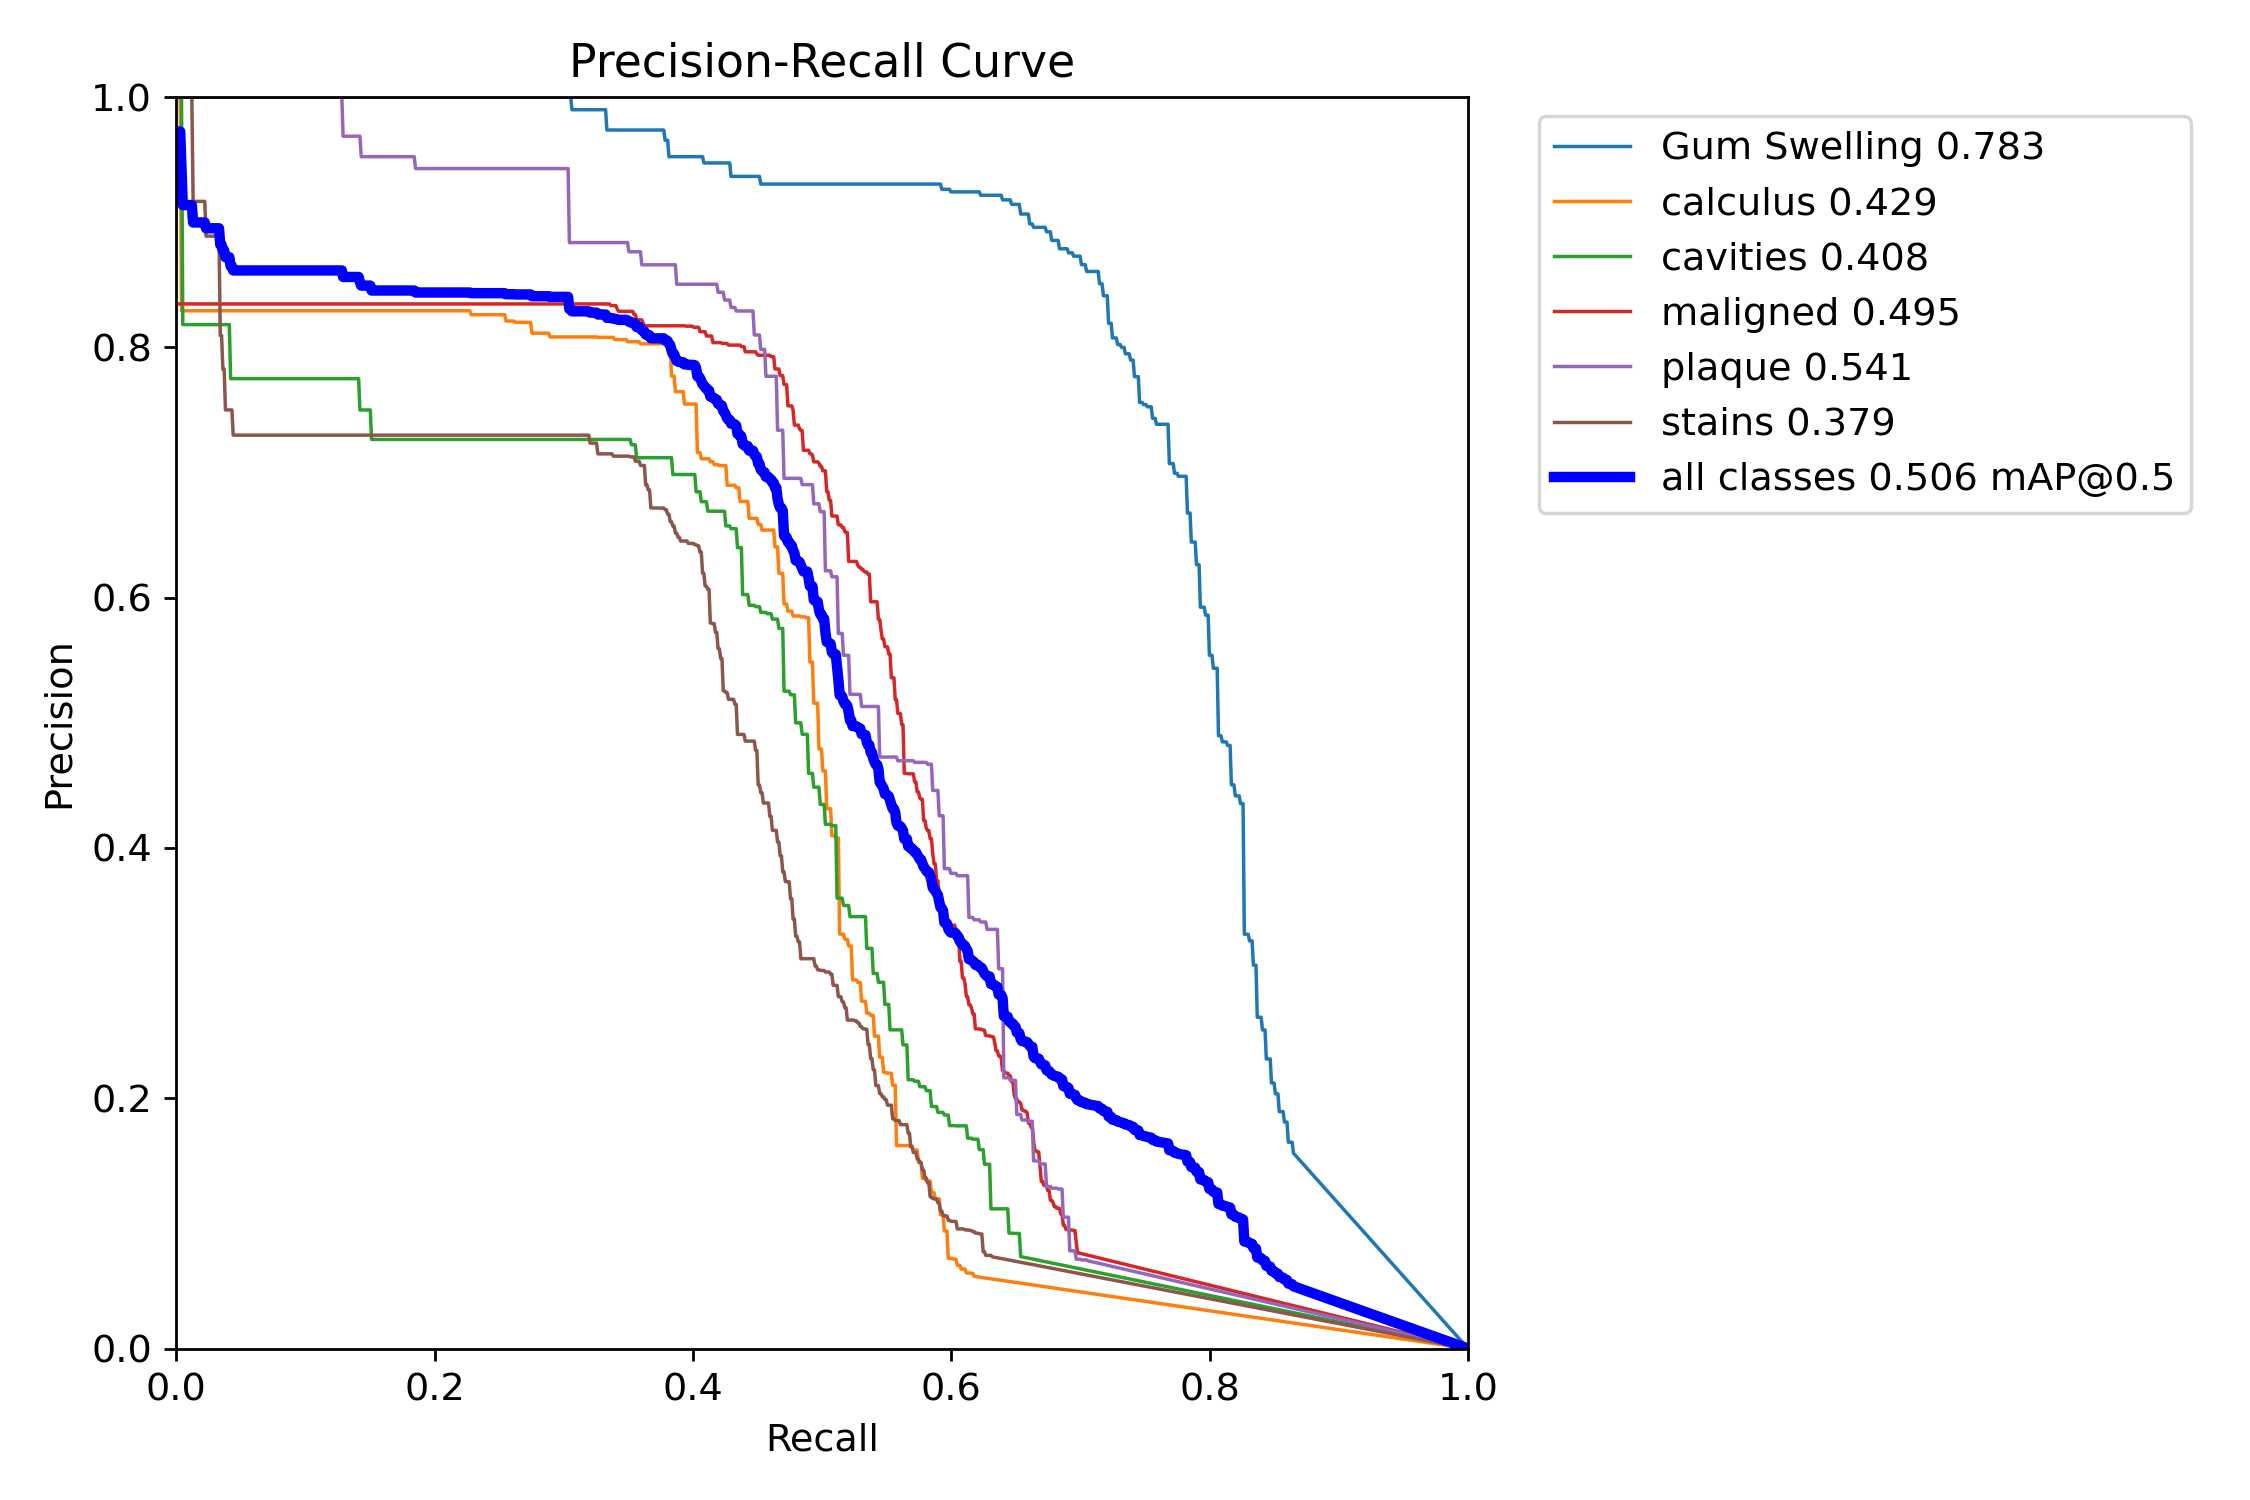 Precision-Recall Curve
1.0
0.8
0.6
0.4
0.2
0.0
Precision
0.0 0.2 0.4 0.6 0.8 1.0
Recall
Gum Swelling 0.783
calculus 0.429
cavities 0.408
maligned 0.495
plaque 0.541
stains 0.379
all classes 0.506 mAP@0.5